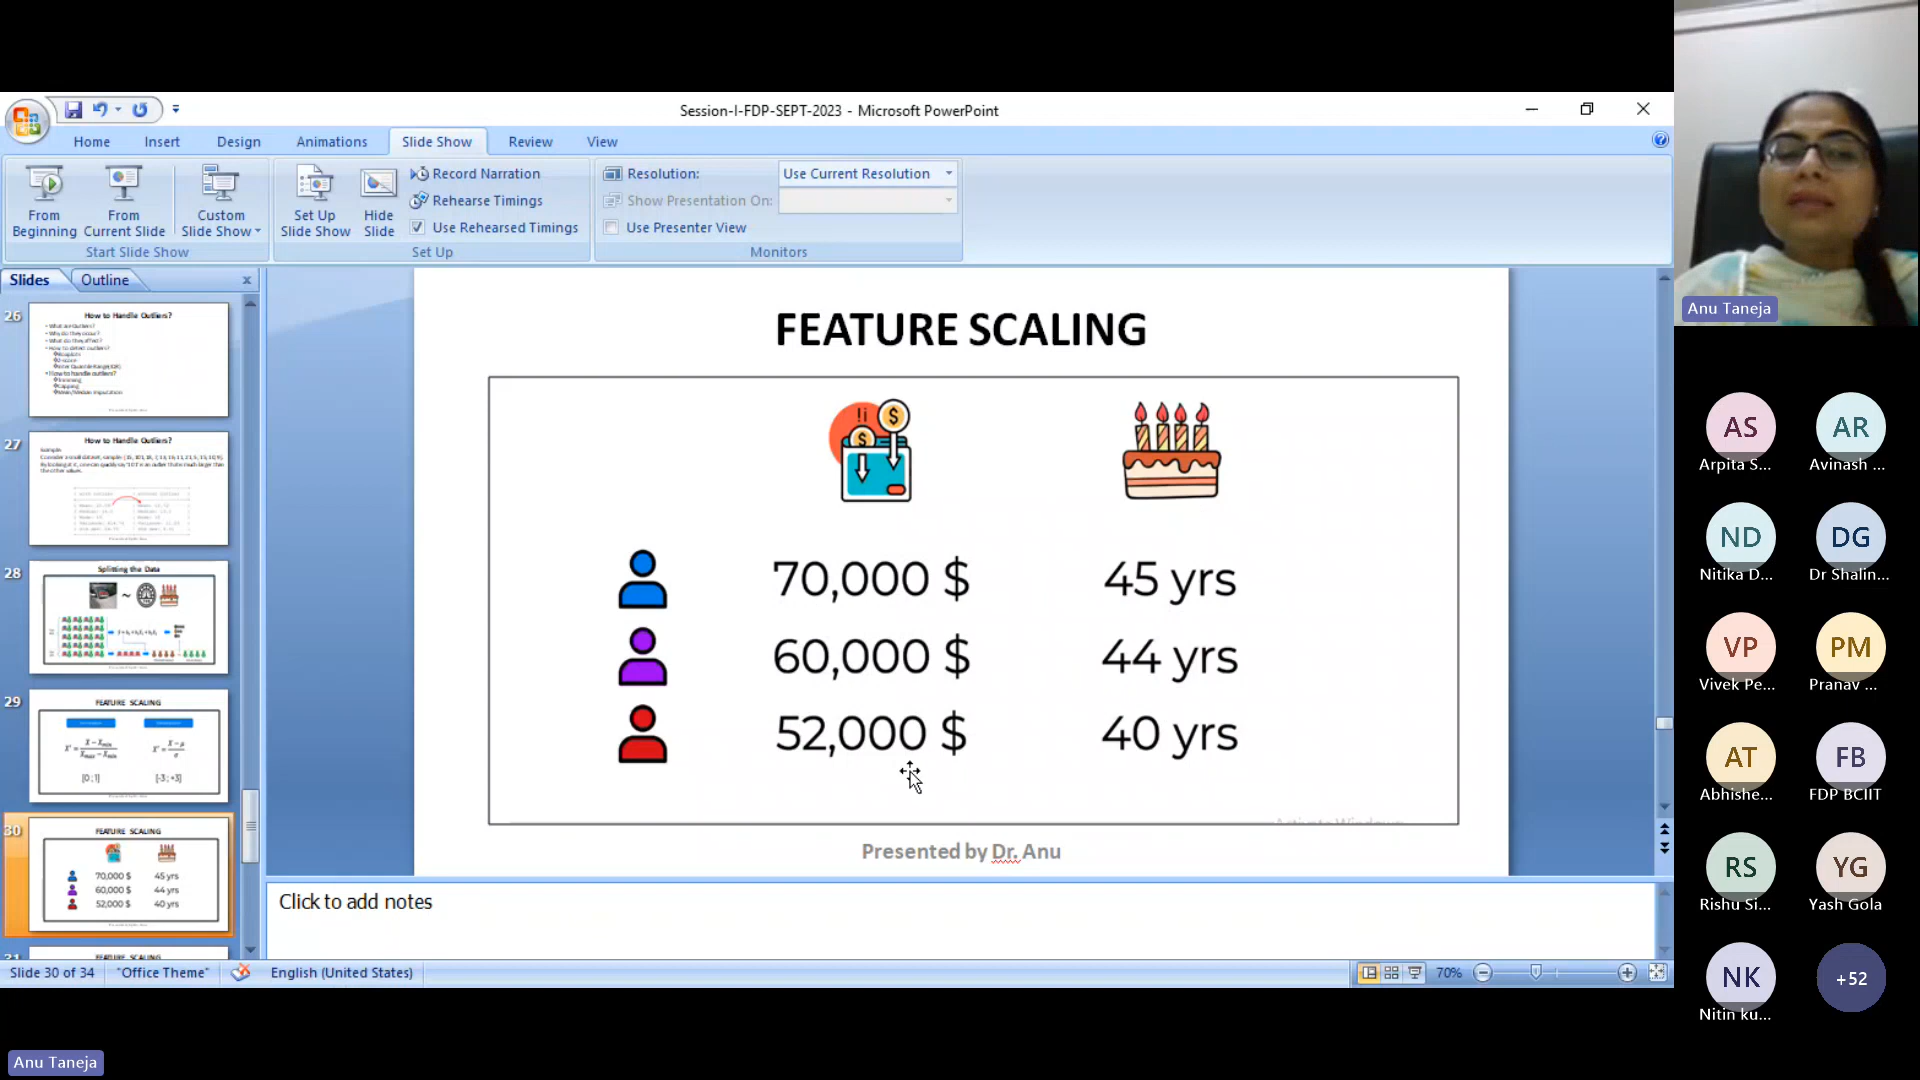 Session-I-FDP-SEPT-2023 - Microsoft PowerPoint
Home Insert Design Animations Slide Show Review View
From Beginning
From Current Slide
Custom Slide Show
Start Slide Show
Set Up Slide Show
Hide Slide
Record Narration
Rehearse Timings
Use Rehearsed Timings
Set Up
Resolution: Use Current Resolution
Show Presentation On:
Use Presenter View
Monitors
Slides Outline
26
How to Handle Outliers?
27
How to Handle Outliers?
28
Splitting the Data
29
FEATURE SCALING
[0 ; 1] [-3 ; +3]
30
FEATURE SCALING
70,000 $ 45 yrs
60,000 $ 44 yrs
52,000 $ 40 yrs
31
FEATURE SCALING
FEATURE SCALING
70,000 $ 45 yrs
60,000 $ 44 yrs
52,000 $ 40 yrs
Presented by Dr. Anu
Click to add notes
Slide 30 of 34 "Office Theme" English (United States) 70%
Anu Taneja
AS AR
Arpita S... Avinash ...
ND DG
Nitika D... Dr Shalin...
VP PM
Vivek Pe... Pranav ...
AT FB
Abhishe... FDP BCIIT
RS YG
Rishu Si... Yash Gola
NK +52
Nitin ku...
Anu Taneja